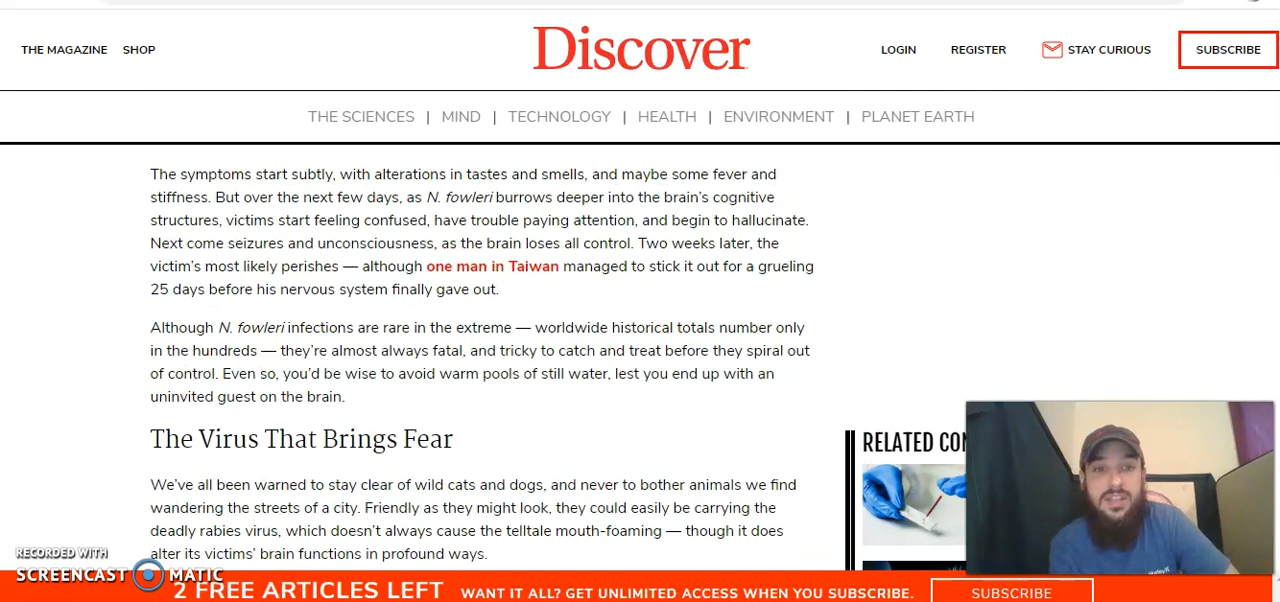 THE MAGAZINE SHOP
Discover
LOGIN REGISTER STAY CURIOUS SUBSCRIBE
THE SCIENCES | MIND | TECHNOLOGY | HEALTH | ENVIRONMENT | PLANET EARTH
The symptoms start subtly, with alterations in tastes and smells, and maybe some fever and
stiffness. But over the next few days, as N. fowleri burrows deeper into the brain’s cognitive
structures, victims start feeling confused, have trouble paying attention, and begin to hallucinate.
Next come seizures and unconsciousness, as the brain loses all control. Two weeks later, the
victim’s most likely perishes — although one man in Taiwan managed to stick it out for a grueling
25 days before his nervous system finally gave out.
Although N. fowleri infections are rare in the extreme — worldwide historical totals number only
in the hundreds — they’re almost always fatal, and tricky to catch and treat before they spiral out
of control. Even so, you’d be wise to avoid warm pools of still water, lest you end up with an
uninvited guest on the brain.
The Virus That Brings Fear
We’ve all been warned to stay clear of wild cats and dogs, and never to bother animals we find
wandering the streets of a city. Friendly as they might look, they could easily be carrying the
deadly rabies virus, which doesn’t always cause the telltale mouth-foaming — though it does
alter its victims’ brain functions in profound ways.
RELATED CON
RECORDED WITH
SCREENCAST MATIC
2 FREE ARTICLES LEFT WANT IT ALL? GET UNLIMITED ACCESS WHEN YOU SUBSCRIBE. SUBSCRIBE